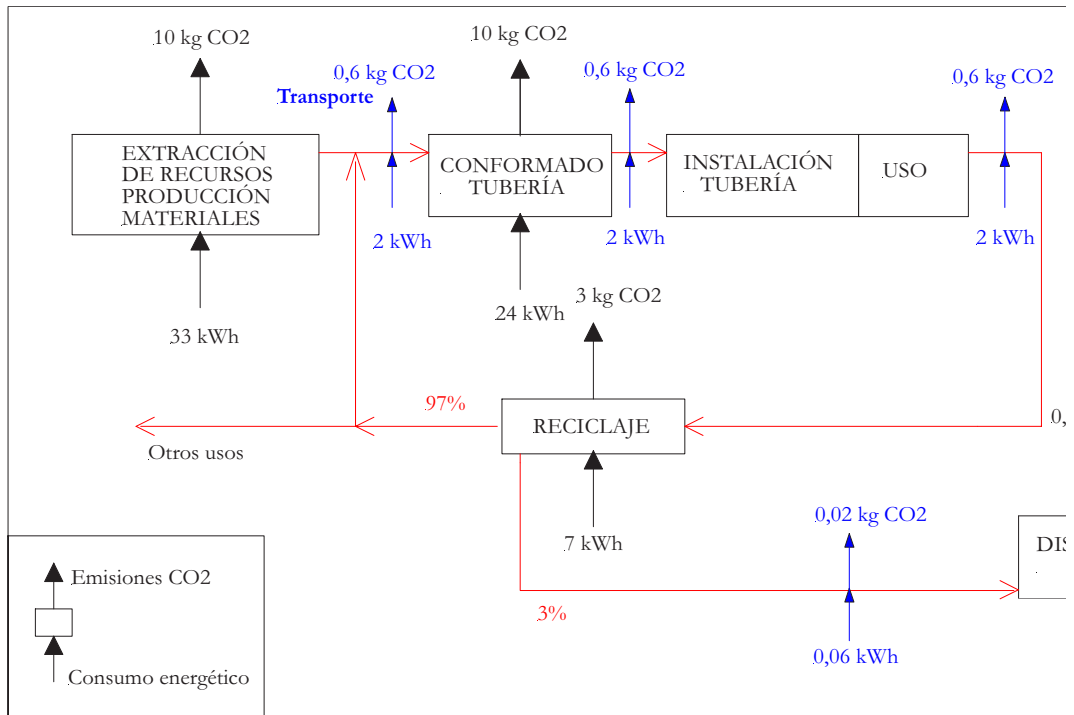 10 kg CO2
10 kg CO2
0,6 kg CO2
0,6 kg CO2
0,6 kg CO2
Transporte
EXTRACCIÓN
DE RECURSOS
PRODUCCIÓN
MATERIALES
CONFORMADO
TUBERÍA
INSTALACIÓN
TUBERÍA
USO
2 kWh
2 kWh
2 kWh
33 kWh
24 kWh
3 kg CO2
97%
RECICLAJE
0,
Otros usos
7 kWh
0,02 kg CO2
DIS
3%
0,06 kWh
Emisiones CO2
Consumo energético